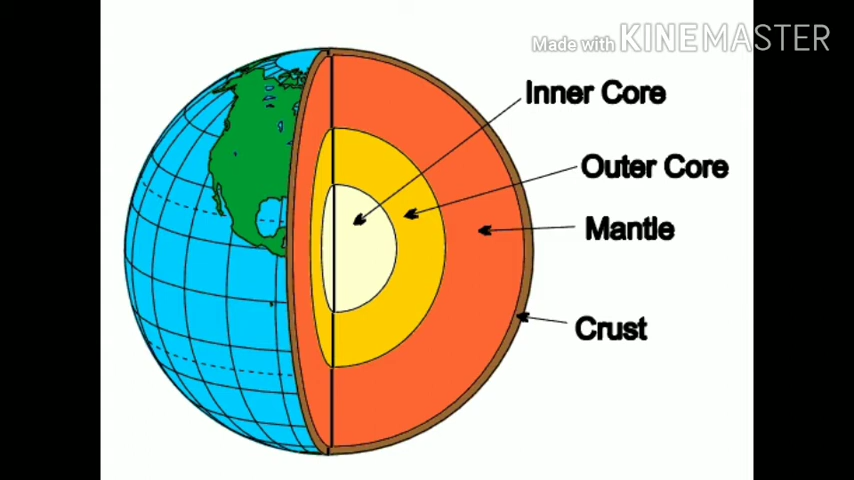 Made with KINEMASTER
Inner Core
Outer Core
Mantle
Crust